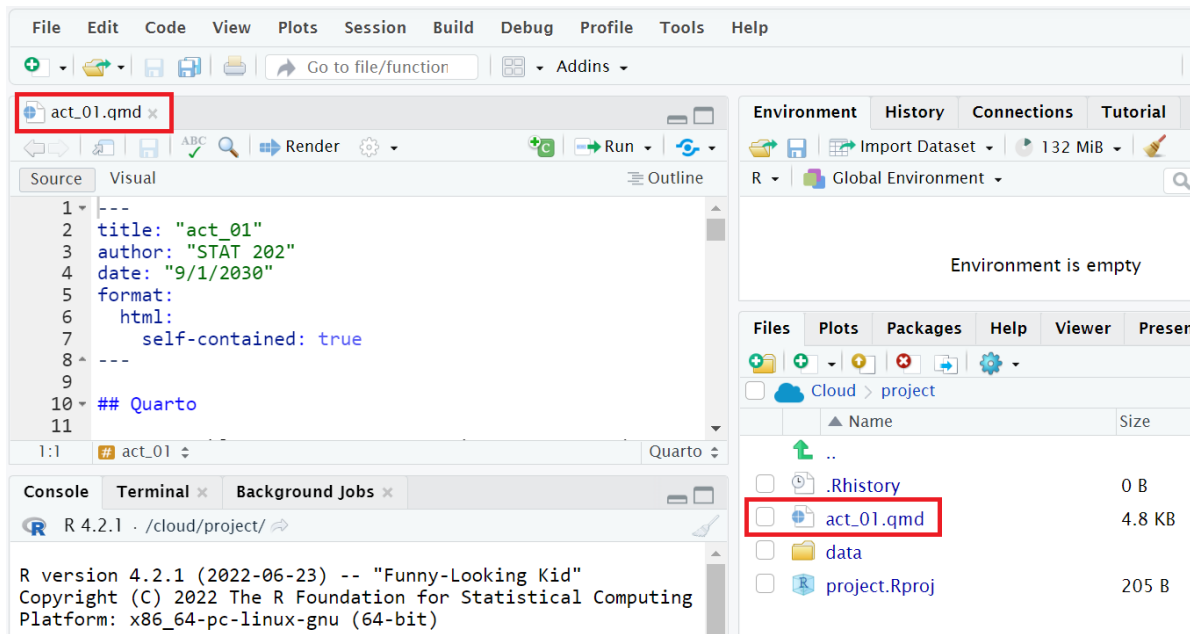 File Edit Code View Plots Session Build Debug Profile Tools Help
Go to file/function Addins
act_01.qmd
ABC Render Run
Source Visual Outline
1 ---
2 title: "act_01"
3 author: "STAT 202"
4 date: "9/1/2030"
5 format:
6 html:
7 self-contained: true
8 ---
9
10 ## Quarto
11
1:1 # act_01 Quarto
Console Terminal Background Jobs
R R 4.2.1 · /cloud/project/
R version 4.2.1 (2022-06-23) -- "Funny-Looking Kid"
Copyright (C) 2022 The R Foundation for Statistical Computing
Platform: x86_64-pc-linux-gnu (64-bit)
Environment History Connections Tutorial
Import Dataset 132 MiB
R Global Environment
Environment is empty
Files Plots Packages Help Viewer
Cloud > project
Name Size
..
.Rhistory 0 B
act_01.qmd 4.8 KB
data
R project.Rproj 205 B